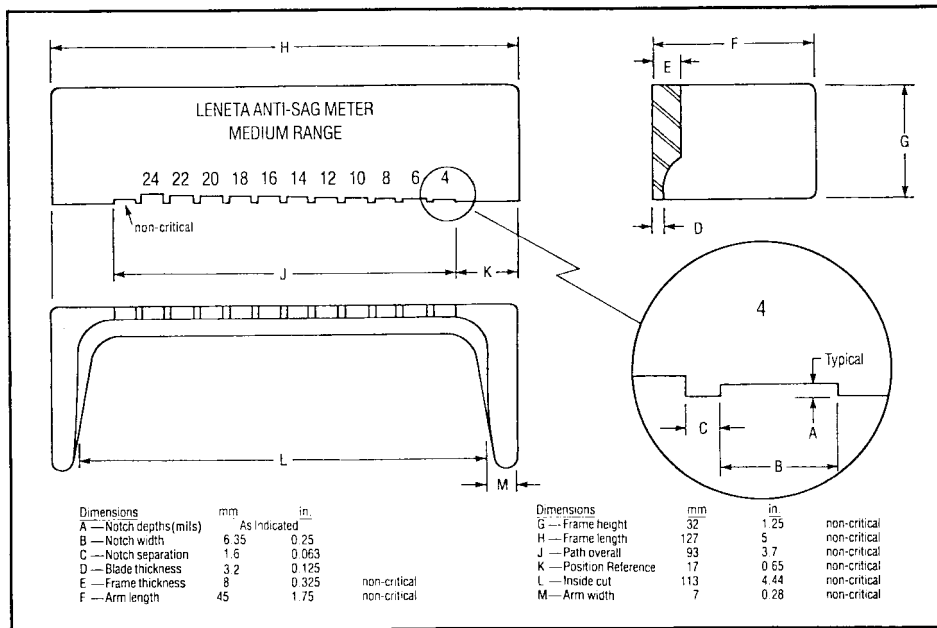 H
F
E
LENETA ANTI-SAG METER
MEDIUM RANGE
G
24 22 20 18 16 14 12 10 8 6 4
non-critical
D
J
K
4
Typical
C
A
B
L
M
Dimensions mm in.
A — Notch depths (mils) As Indicated
B — Notch width 6.35 0.25
C — Notch separation 1.6 0.063
D — Blade thickness 3.2 0.125
E — Frame thickness 8 0.325 non-critical
F — Arm length 45 1.75 non-critical
Dimensions mm in.
G — Frame height 32 1.25 non-critical
H — Frame length 127 5 non-critical
J — Path overall 93 3.7 non-critical
K — Position Reference 17 0.65 non-critical
L — Inside cut 113 4.44 non-critical
M — Arm width 7 0.28 non-critical